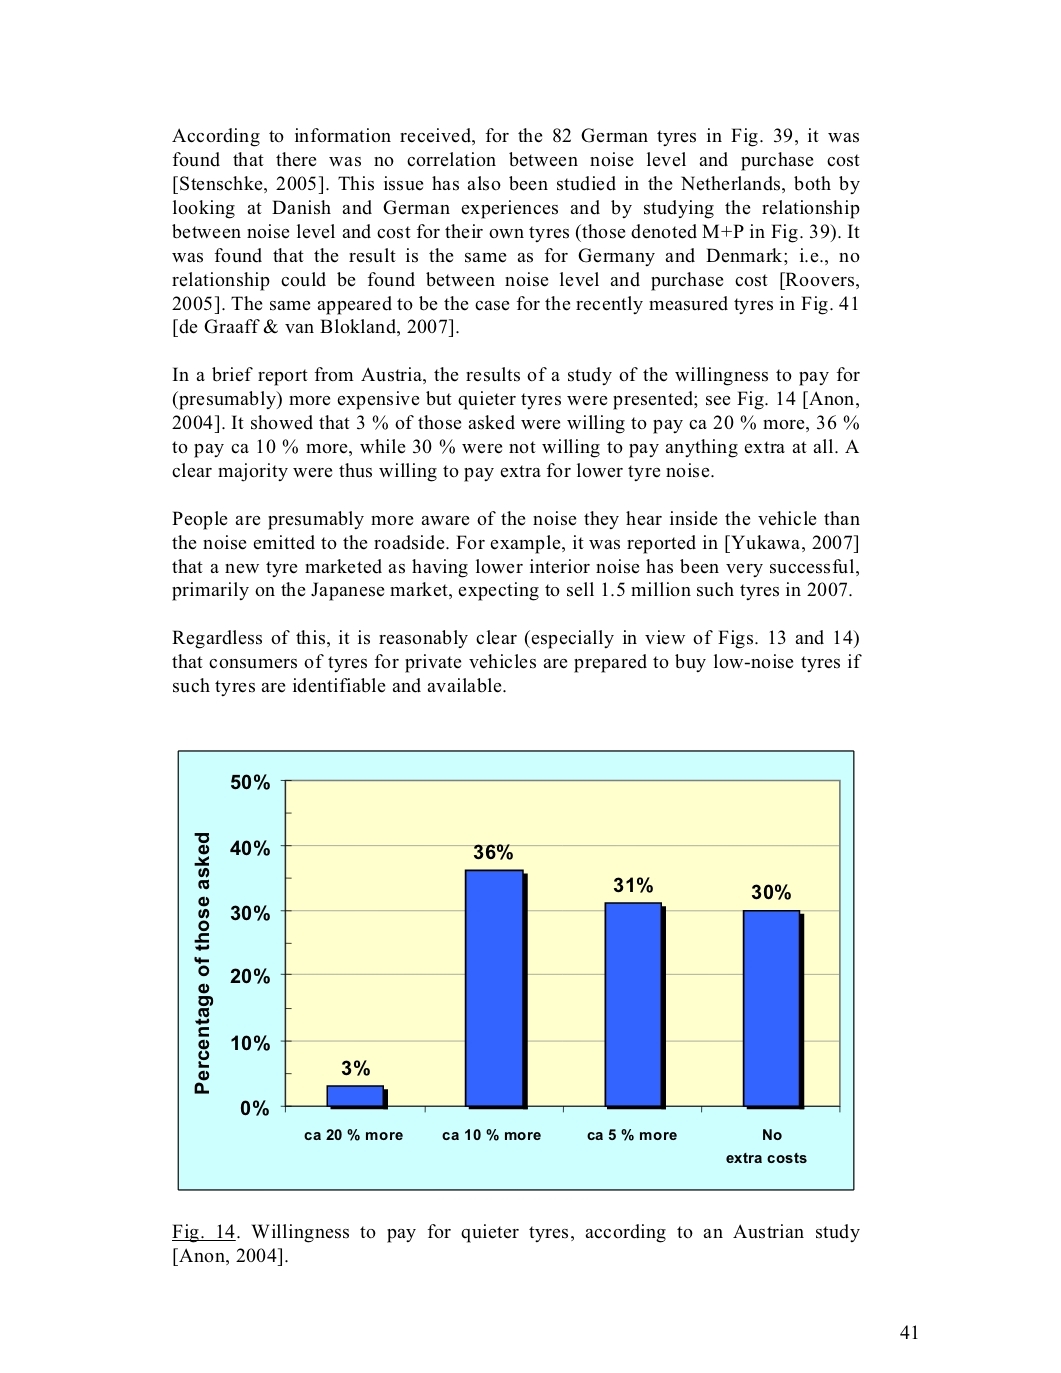 According to information received, for the 82 German tyres in Fig. 39, it was
found that there was no correlation between noise level and purchase cost
[Stenschke, 2005]. This issue has also been studied in the Netherlands, both by
looking at Danish and German experiences and by studying the relationship
between noise level and cost for their own tyres (those denoted M+P in Fig. 39). It
was found that the result is the same as for Germany and Denmark; i.e., no
relationship could be found between noise level and purchase cost [Roovers,
2005]. The same appeared to be the case for the recently measured tyres in Fig. 41
[de Graaff & van Blokland, 2007].
In a brief report from Austria, the results of a study of the willingness to pay for
(presumably) more expensive but quieter tyres were presented; see Fig. 14 [Anon,
2004]. It showed that 3 % of those asked were willing to pay ca 20 % more, 36 %
to pay ca 10 % more, while 30 % were not willing to pay anything extra at all. A
clear majority were thus willing to pay extra for lower tyre noise.
People are presumably more aware of the noise they hear inside the vehicle than
the noise emitted to the roadside. For example, it was reported in [Yukawa, 2007]
that a new tyre marketed as having lower interior noise has been very successful,
primarily on the Japanese market, expecting to sell 1.5 million such tyres in 2007.
Regardless of this, it is reasonably clear (especially in view of Figs. 13 and 14)
that consumers of tyres for private vehicles are prepared to buy low-noise tyres if
such tyres are identifiable and available.
Percentage of those asked
50%
40%
30%
20%
10%
0%
3%
36%
31%
30%
ca 20 % more
ca 10 % more
ca 5 % more
No
extra costs
Fig. 14. Willingness to pay for quieter tyres, according to an Austrian study
[Anon, 2004].
41